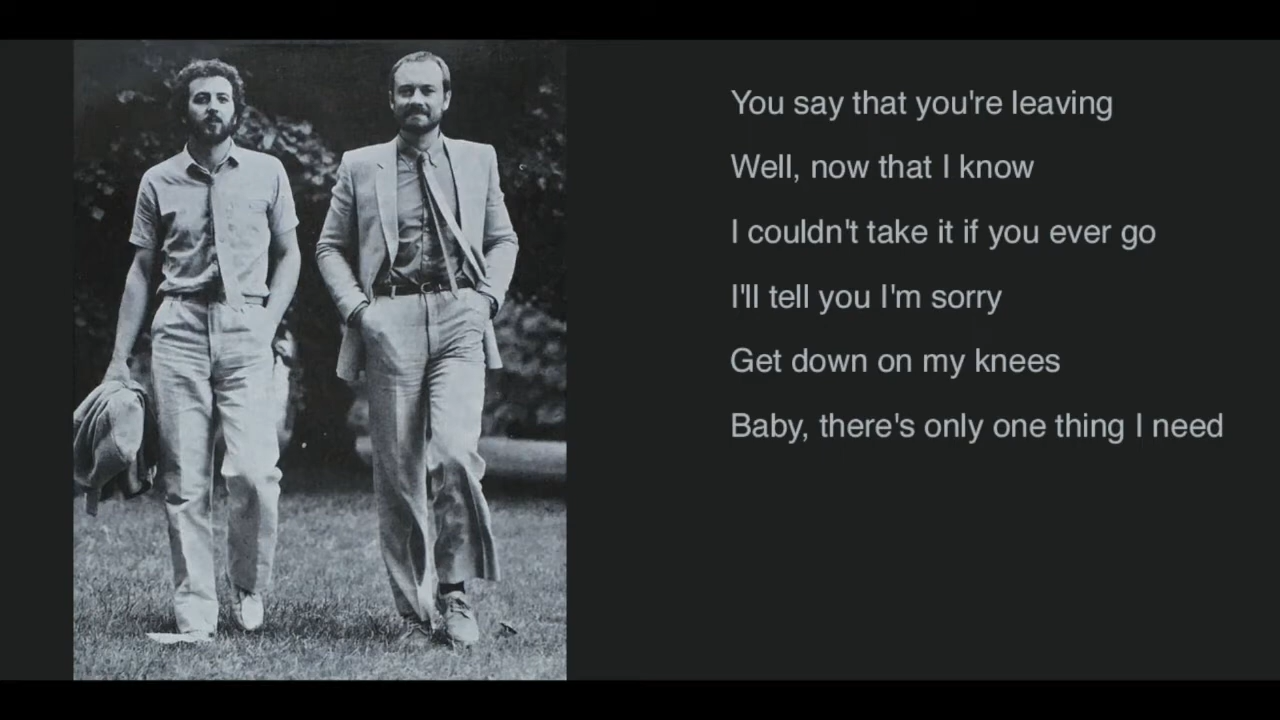 You say that you're leaving
Well, now that I know
I couldn't take it if you ever go
I'll tell you I'm sorry
Get down on my knees
Baby, there's only one thing I need